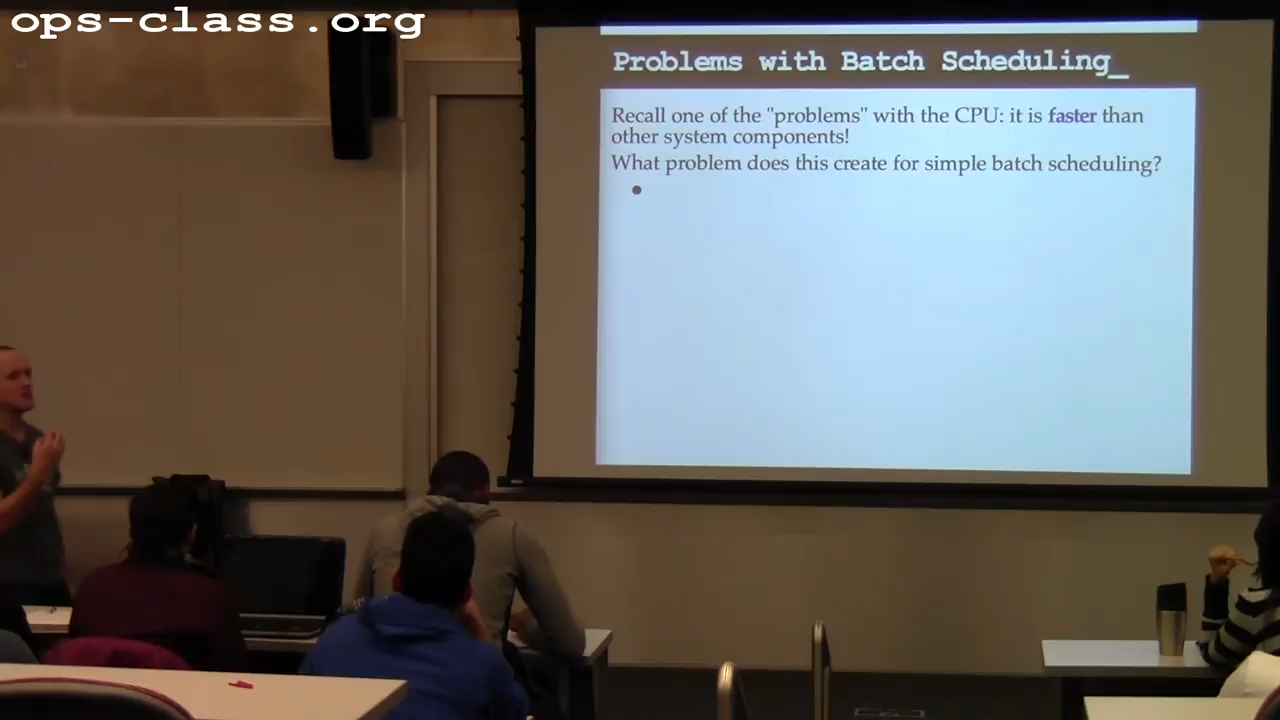 ops-class.org
Problems with Batch Scheduling_
Recall one of the "problems" with the CPU: it is faster than
other system components!
What problem does this create for simple batch scheduling?